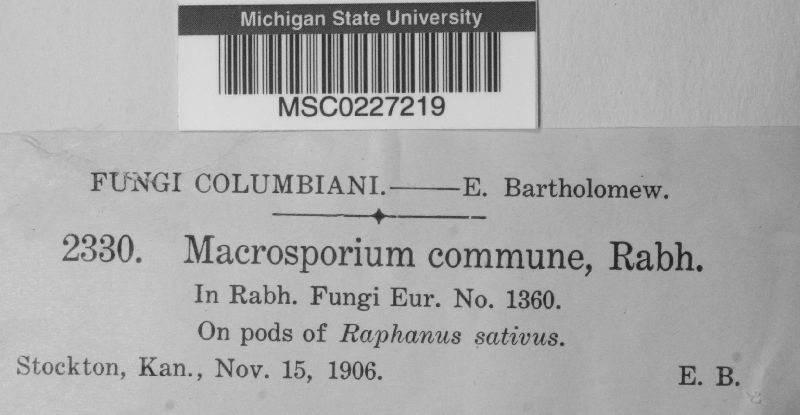 Michigan State University
MSC0227219
FUNGI COLUMBIANI.——E. Bartholomew.
2330. Macrosporium commune, Rabh.
In Rabh. Fungi Eur. No. 1360.
On pods of Raphanus sativus.
Stockton, Kan., Nov. 15, 1906. E. B.